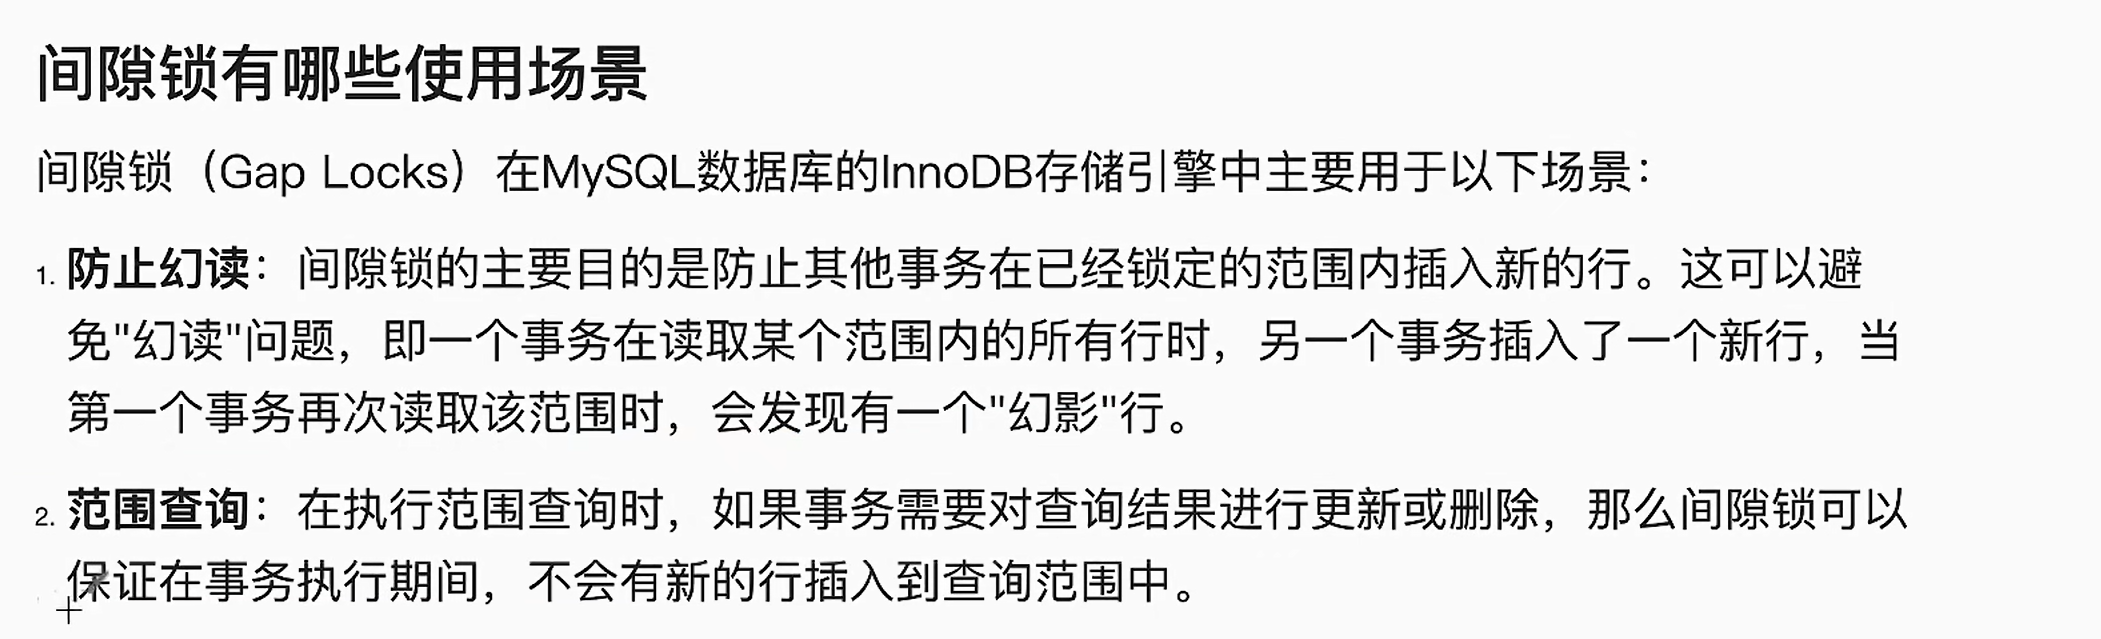 间隙锁有哪些使用场景
间隙锁（Gap Locks）在MySQL数据库的InnoDB存储引擎中主要用于以下场景：
1. 防止幻读：间隙锁的主要目的是防止其他事务在已经锁定的范围内插入新的行。这可以避
免"幻读"问题，即一个事务在读取某个范围内的所有行时，另一个事务插入了一个新行，当
第一个事务再次读取该范围时，会发现有一个"幻影"行。
2. 范围查询：在执行范围查询时，如果事务需要对查询结果进行更新或删除，那么间隙锁可以
保证在事务执行期间，不会有新的行插入到查询范围中。